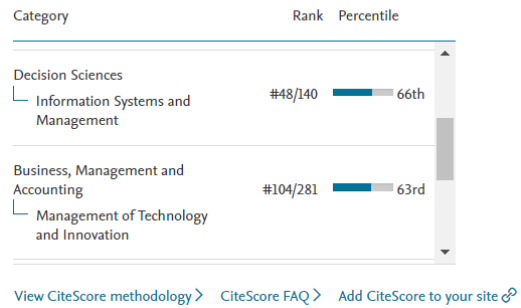 Category Rank Percentile
Decision Sciences
Information Systems and
Management
#48/140 66th
Business, Management and
Accounting
#104/281 63rd
Management of Technology
and Innovation
View CiteScore methodology > CiteScore FAQ > Add CiteScore to your site